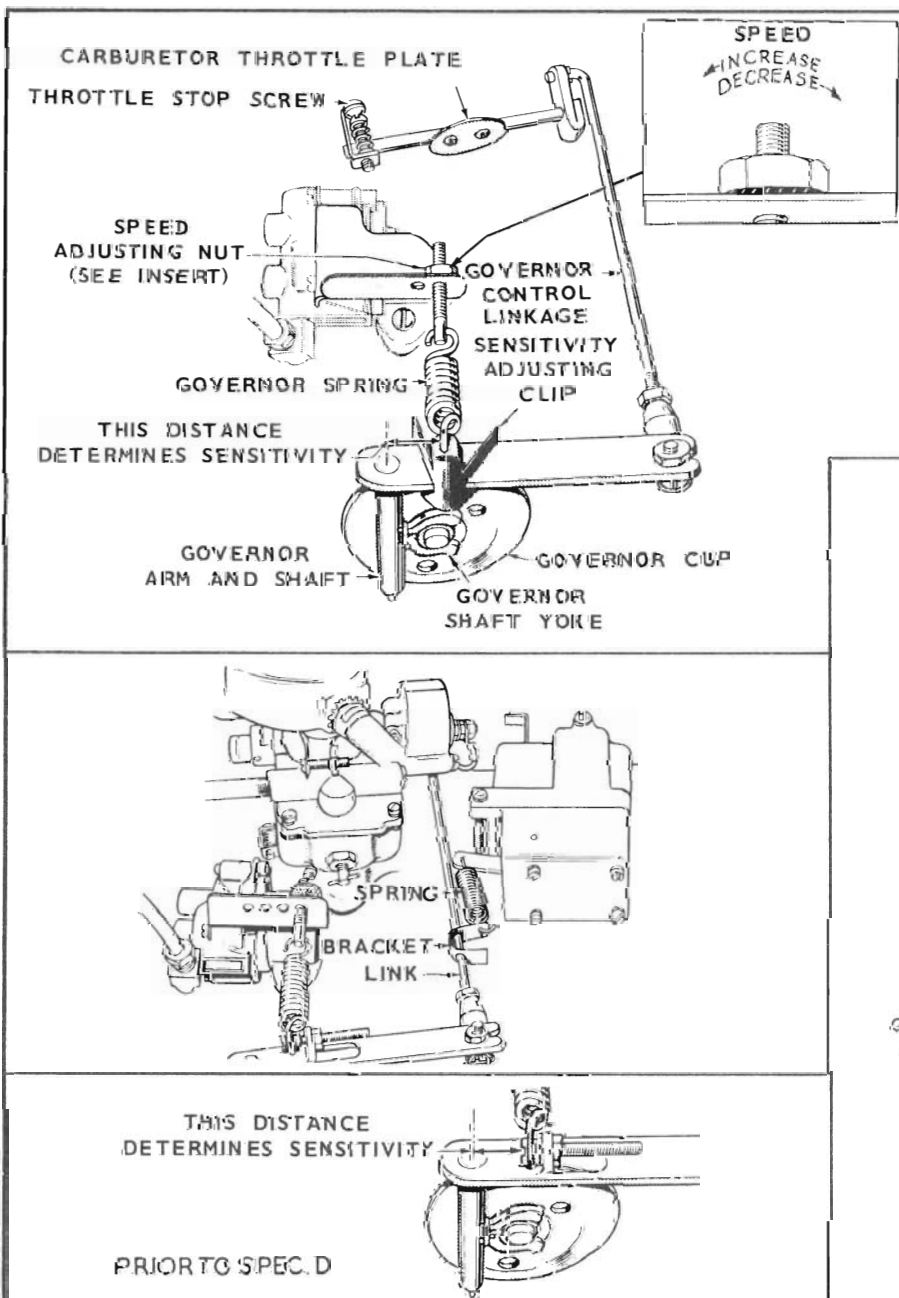 CARBURETOR THROTTLE PLATE
THROTTLE STOP SCREW
SPEED
INCREASE
DECREASE
SPEED
ADJUSTING NUT
(SEE INSERT)
GOVERNOR
CONTROL
LINKAGE
SENSITIVITY
ADJUSTING
CLIP
GOVERNOR SPRING
THIS DISTANCE
DETERMINES SENSITIVITY
GOVERNOR
ARM AND SHAFT
GOVERNOR CUP
GOVERNOR
SHAFT YOKE
SPRING
BRACKET
LINK
THIS DISTANCE
DETERMINES SENSITIVITY
PRIOR TO SPEC. D